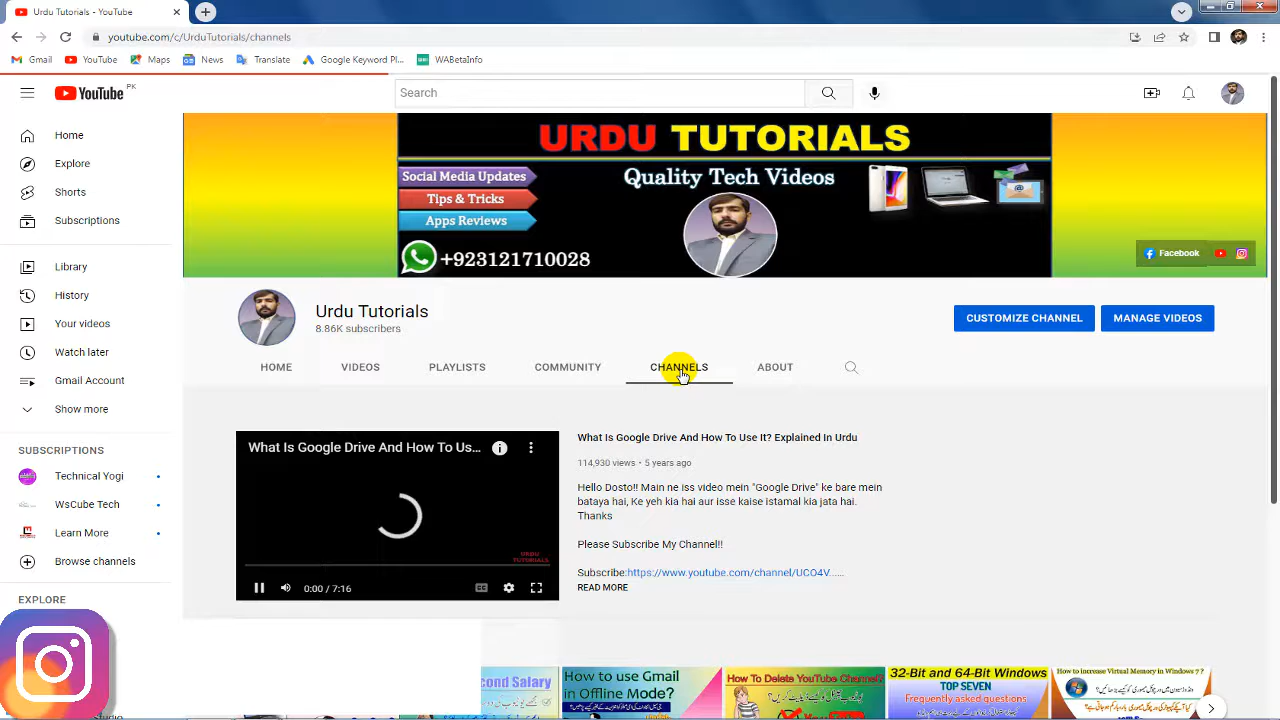 Urdu Tutorials - YouTube
youtube.com/c/UrduTutorials/channels
Gmail YouTube Maps News Translate Google Keyword Pl... WABetaInfo
YouTube PK
Search
Home
Explore
Shorts
Subscriptions
Library
History
Your videos
Watch later
Gmail Account
Show more
SUBSCRIPTIONS
Technical Yogi
WsCube Tech
Learn More
Browse channels
EXPLORE
URDU TUTORIALS
Social Media Updates
Tips & Tricks
Apps Reviews
Quality Tech Videos
+923121710028
Facebook
Urdu Tutorials
8.86K subscribers
CUSTOMIZE CHANNEL
MANAGE VIDEOS
HOME VIDEOS PLAYLISTS COMMUNITY CHANNELS ABOUT
What Is Google Drive And How To Us...
URDU
TUTORIALS
0:00 / 7:16
What Is Google Drive And How To Use It? Explained In Urdu
114,930 views • 5 years ago
Hello Dosto!! Main ne iss video mein "Google Drive" ke bare mein
bataya hai, Ke yeh kia hai aur isse kaise istamal kia jata hai.
Thanks
Please Subscribe My Channel!!
Subscribe:https://www.youtube.com/channel/UCO4V......
READ MORE
cond Salary
How to use Gmail
in Offline Mode?
How To Delete YouTube Channel?
32-Bit and 64-Bit Windows
TOP SEVEN
Frequently asked questions
How to increase Virtual Memory in Windows 7 ?